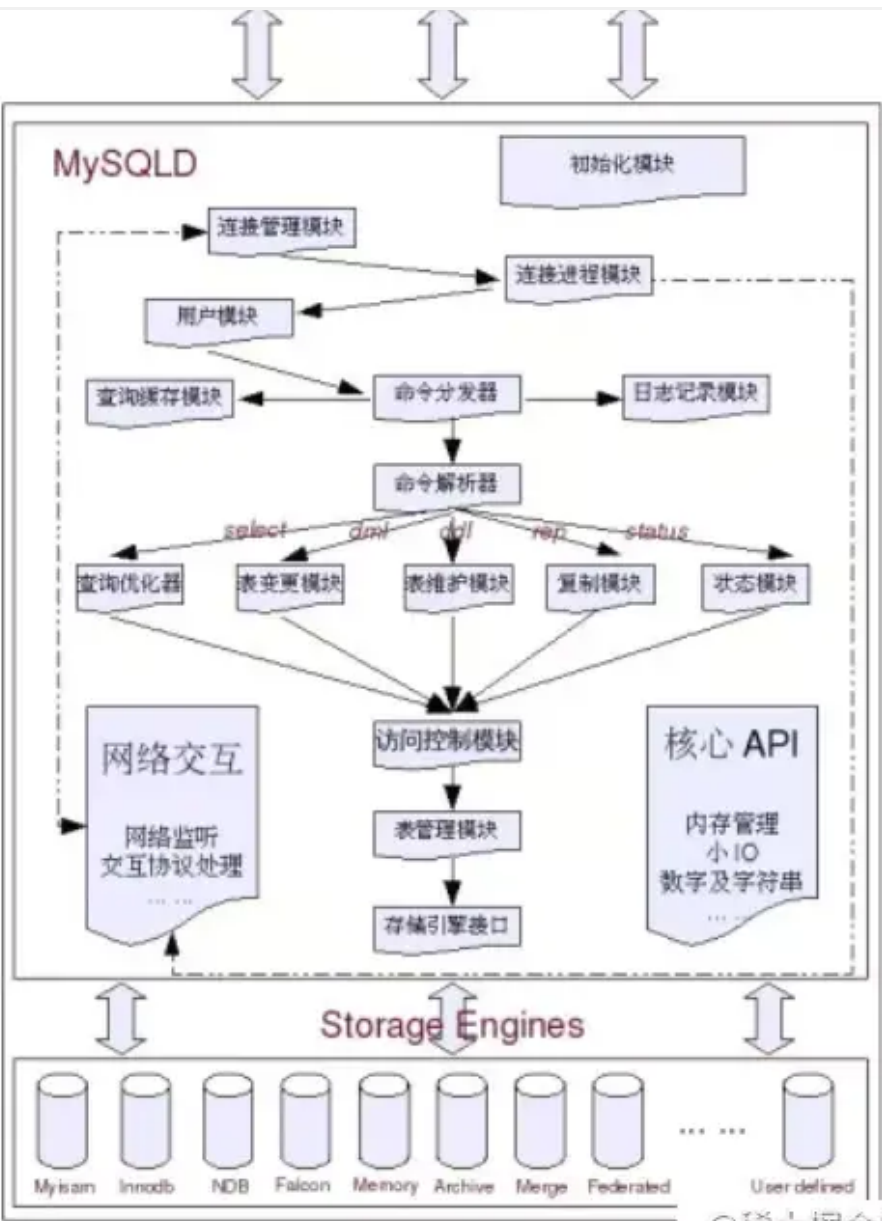 MySQLD
初始化模块
连接管理模块
连接进程模块
用户模块
查询缓存模块
命令分发器
日志记录模块
命令解析器
select
dml
ddl
rep
status
查询优化器
表变更模块
表维护模块
复制模块
状态模块
网络交互
网络监听
交互协议处理
... ...
访问控制模块
表管理模块
存储引擎接口
核心 API
内存管理
小 IO
数字及字符串
... ...
Storage Engines
Myisam
Innodb
NDB
Falcon
Memory
Archive
Merge
Federated
... ...
User defined